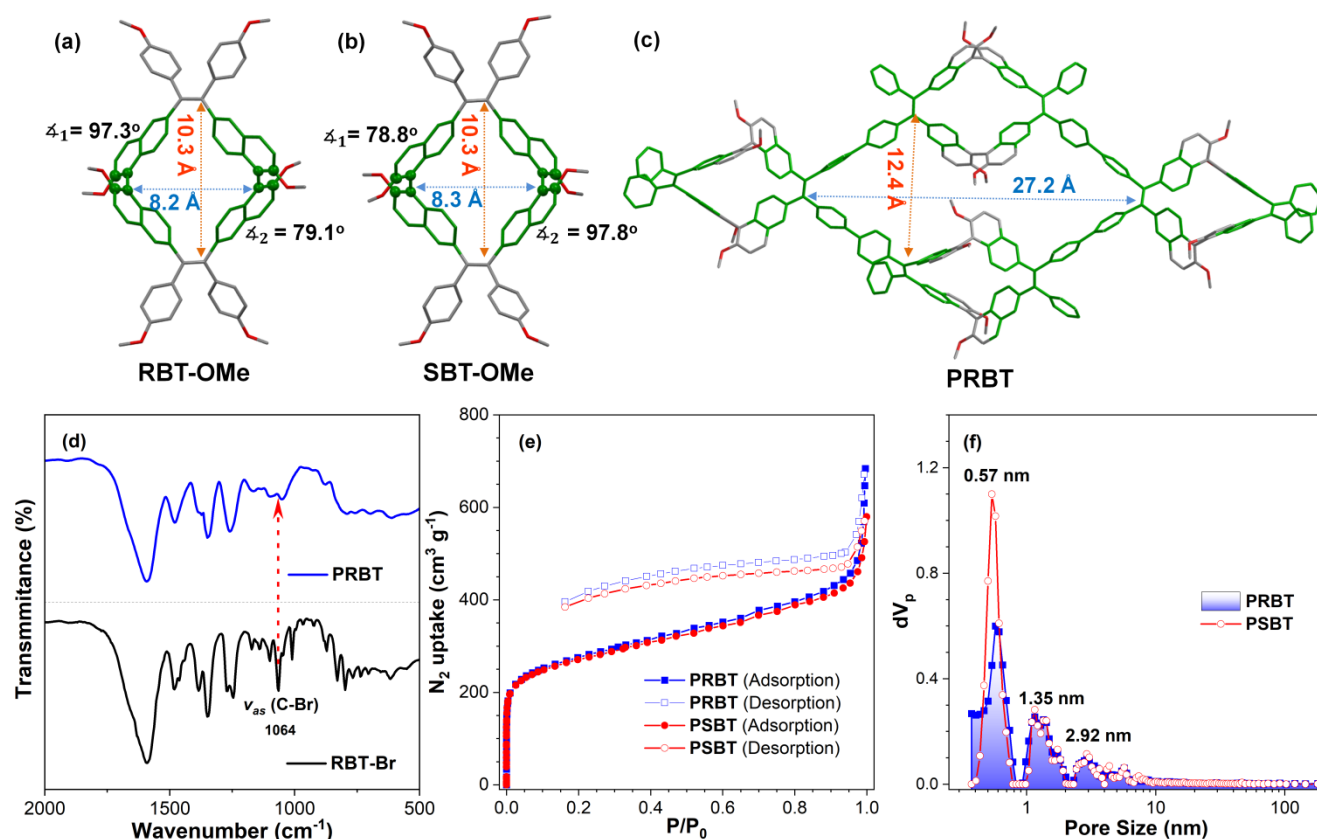 (a)
∡1= 97.3°
10.3 Å
8.2 Å
∡2= 79.1°
RBT-OMe
(b)
∡1= 78.8°
10.3 Å
8.3 Å
∡2 = 97.8°
SBT-OMe
(c)
12.4 Å
27.2 Å
PRBT
(d)
Transmmitance (%)
PRBT
νas (C-Br)
1064
RBT-Br
2000 1500 1000 500
Wavenumber (cm⁻¹)
(e)
N₂ uptake (cm³ g⁻¹)
800
600
400
200
0
PRBT (Adsorption)
PRBT (Desorption)
PSBT (Adsorption)
PSBT (Desorption)
0.0 0.2 0.4 0.6 0.8 1.0
P/P₀
(f)
dVp
1.2
0.8
0.4
0.0
0.57 nm
1.35 nm
2.92 nm
PRBT
PSBT
1 10 100
Pore Size (nm)